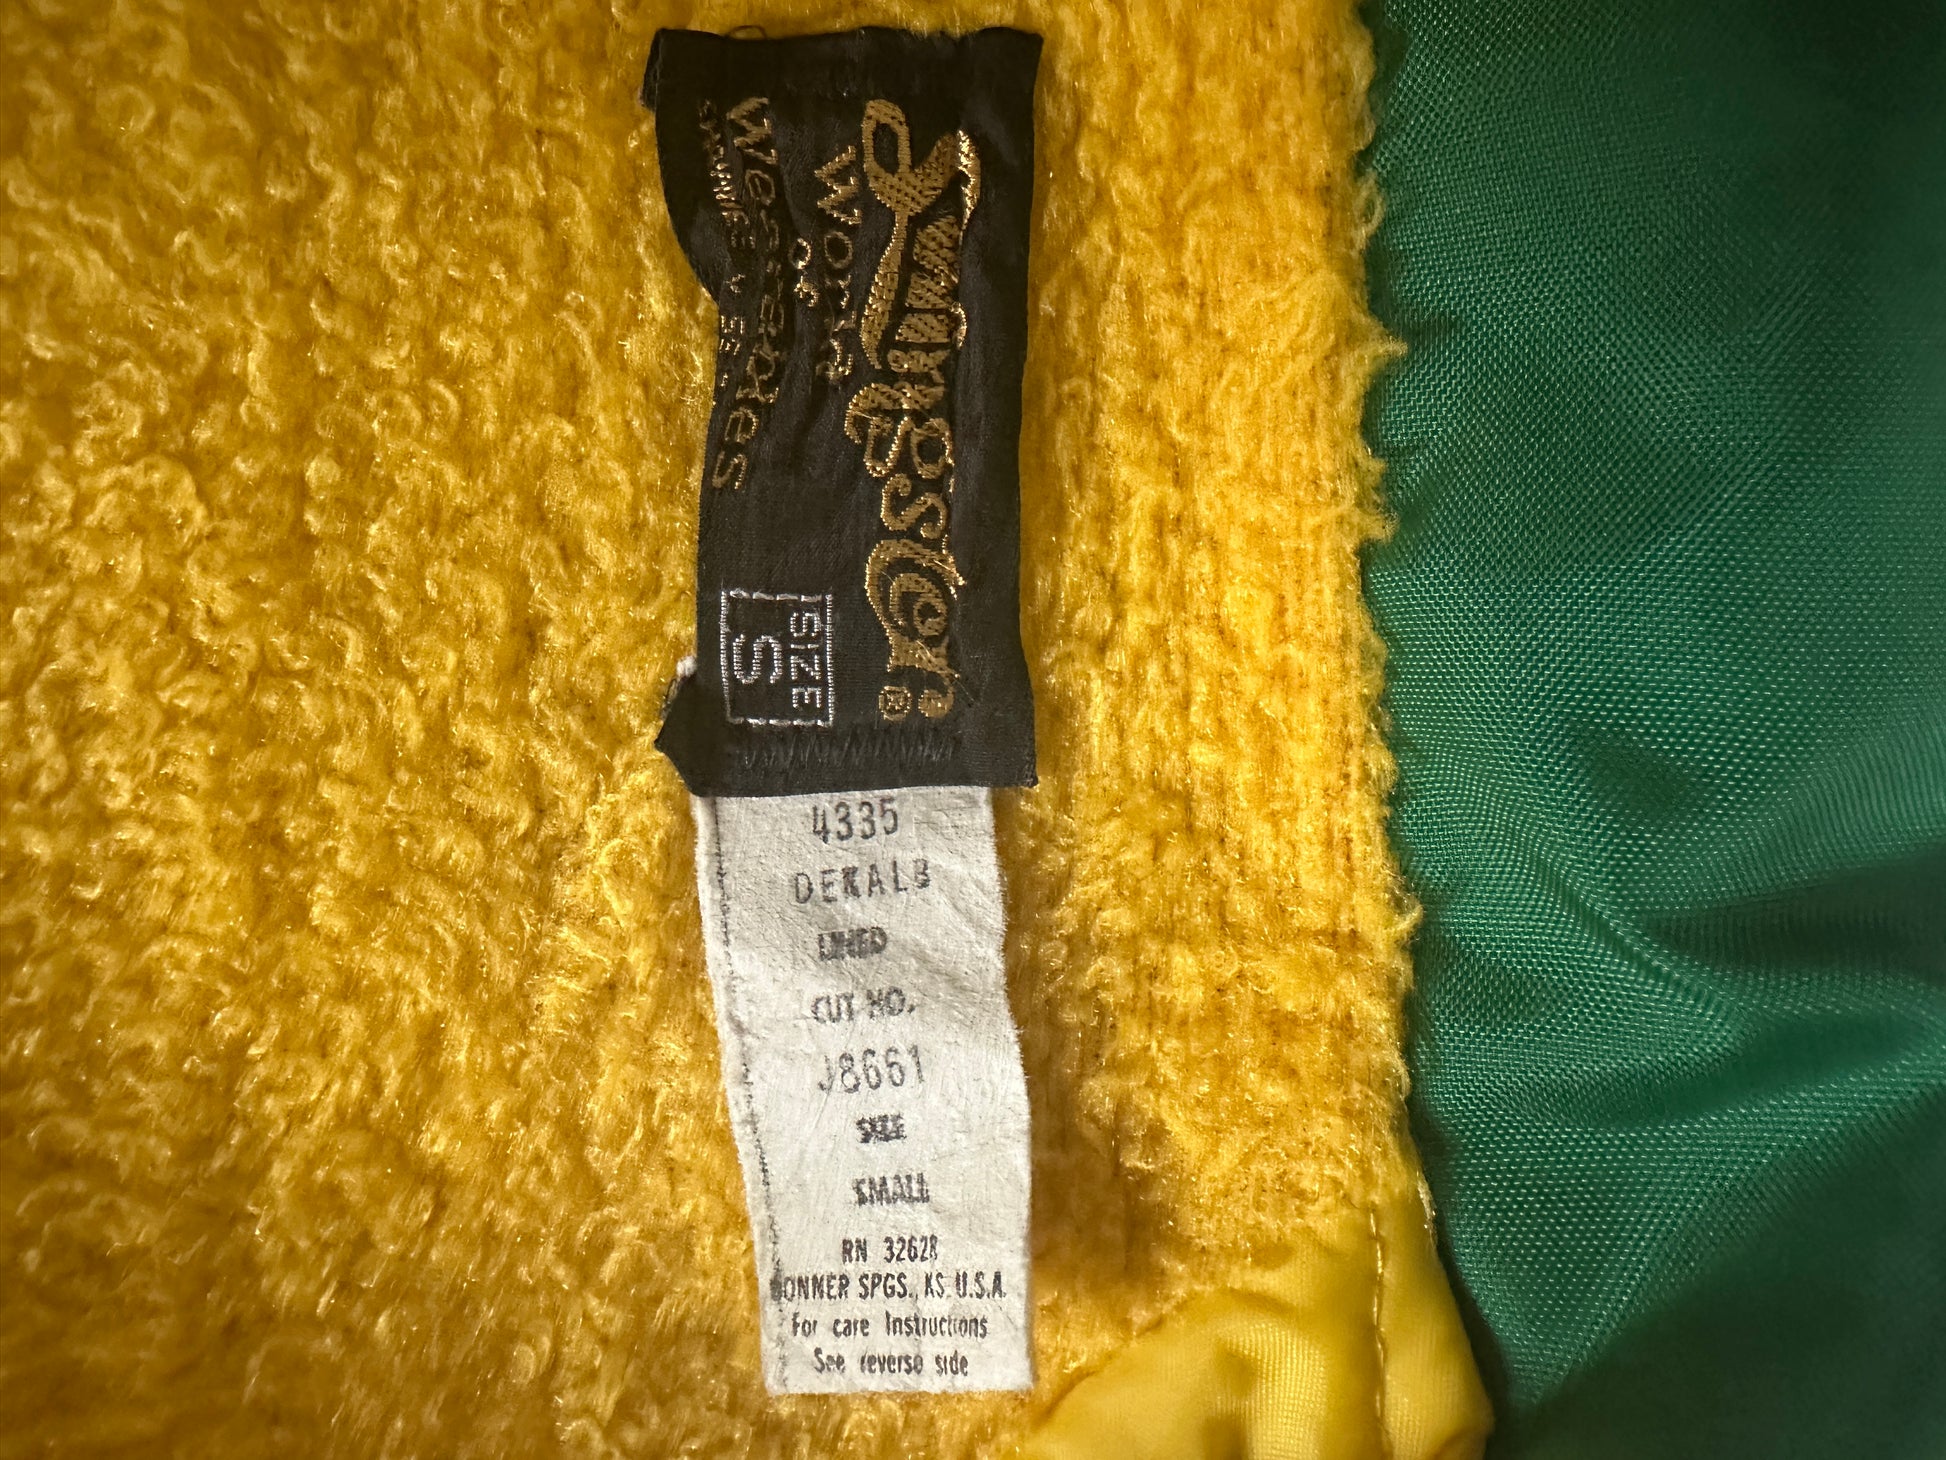 Swingster®
World
of
Wearables
SIZE
S
4335
DEKALB
LINED
CUT NO.
J8661
SIZE
SMALL
RN 32628
BONNER SPGS., KS. U.S.A.
For care Instructions
See reverse side